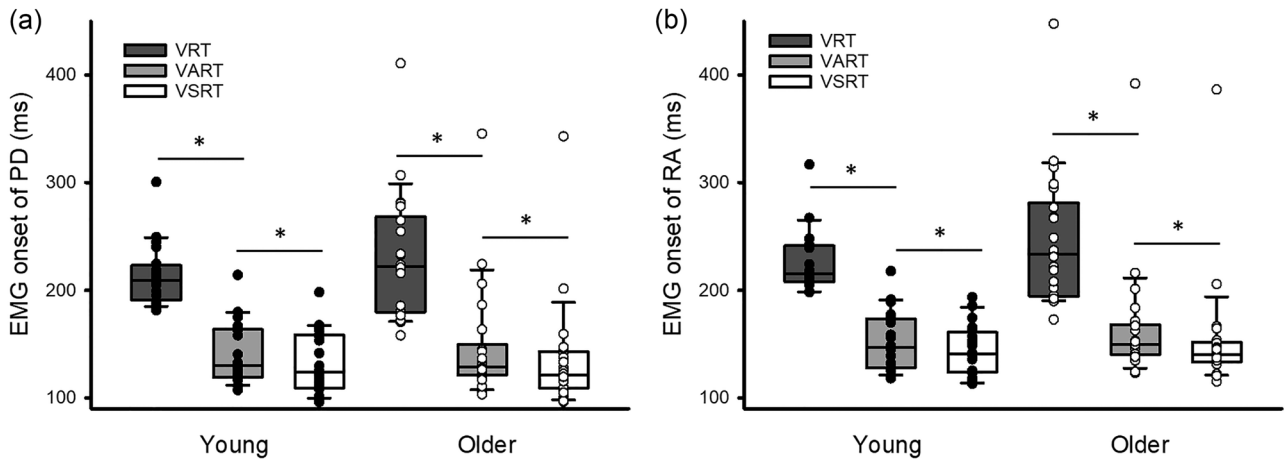 (a)
EMG onset of PD (ms)
400
300
200
100
VRT
VART
VSRT
*
*
*
*
Young
Older
(b)
EMG onset of RA (ms)
400
300
200
100
VRT
VART
VSRT
*
*
*
*
Young
Older